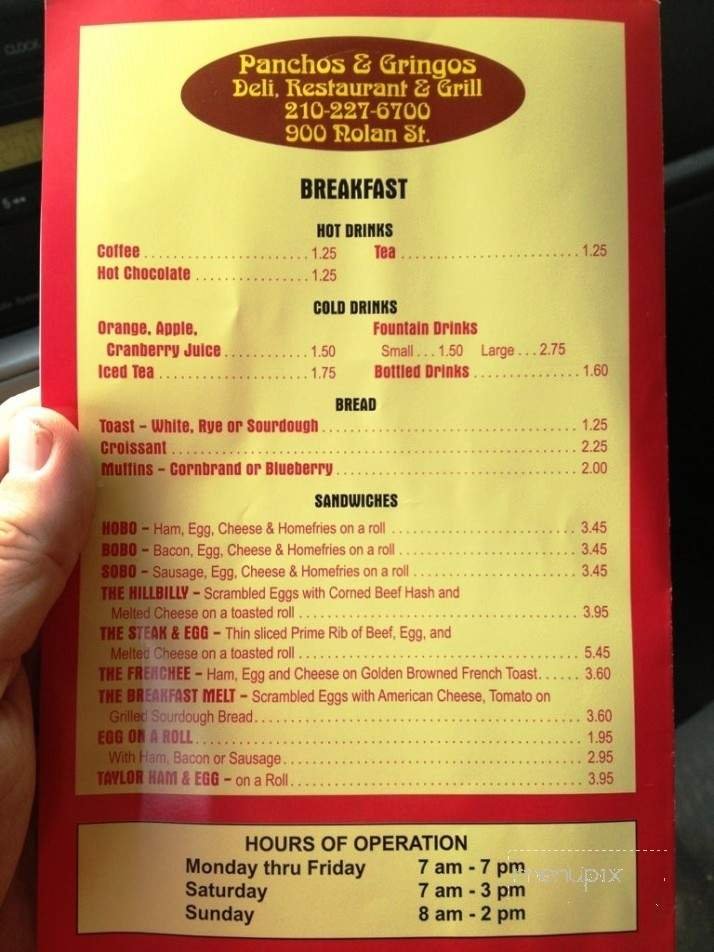 Panchos & Gringos
Deli, Restaurant & Grill
210-227-6700
900 Nolan St.
BREAKFAST
HOT DRINKS
Coffee ........................ 1.25 Tea ........................ 1.25
Hot Chocolate ................ 1.25
COLD DRINKS
Orange, Apple, Fountain Drinks
Cranberry Juice ............ 1.50 Small . . . 1.50 Large . . . 2.75
Iced Tea ...................... 1.75 Bottled Drinks ............... 1.60
BREAD
Toast – White, Rye or Sourdough ........................ 1.25
Croissant ........................ 2.25
Muffins – Cornbrand or Blueberry ........................ 2.00
SANDWICHES
HOBO – Ham, Egg, Cheese & Homefries on a roll ........................ 3.45
BOBO – Bacon, Egg, Cheese & Homefries on a roll ........................ 3.45
SOBO – Sausage, Egg, Cheese & Homefries on a roll ........................ 3.45
THE HILLBILLY – Scrambled Eggs with Corned Beef Hash and
Melted Cheese on a toasted roll ........................ 3.95
THE STEAK & EGG – Thin sliced Prime Rib of Beef, Egg, and
Melted Cheese on a toasted roll ........................ 5.45
THE FRENCHEE – Ham, Egg and Cheese on Golden Browned French Toast...... 3.60
THE BREAKFAST MELT – Scrambled Eggs with American Cheese, Tomato on
Grilled Sourdough Bread ........................ 3.60
EGG ON A ROLL ........................ 1.95
With Ham, Bacon or Sausage ........................ 2.95
TAYLOR HAM & EGG – on a Roll ........................ 3.95
HOURS OF OPERATION
Monday thru Friday 7 am - 7 pm
Saturday 7 am - 3 pm
Sunday 8 am - 2 pm
menupix